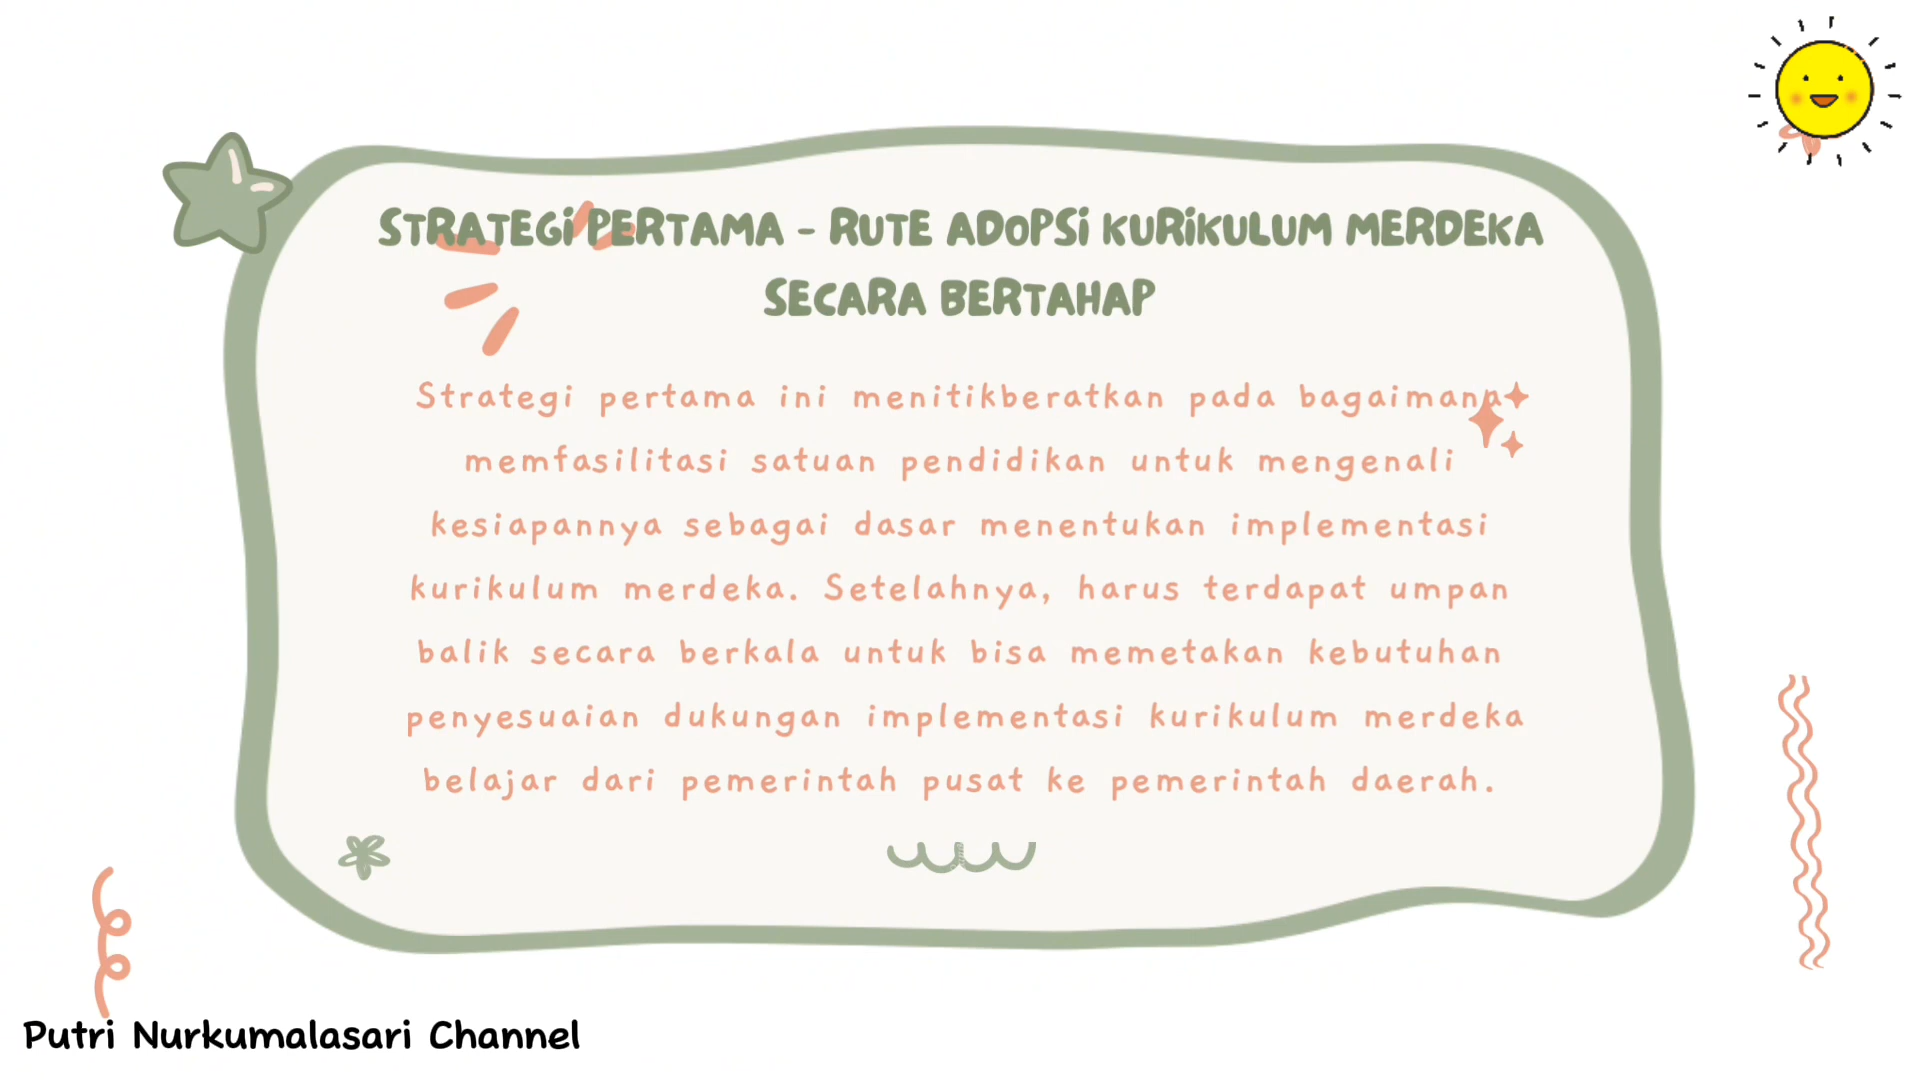 STRATEGI PERTAMA - RUTE ADOPSI KURIKULUM MERDEKA
SECARA BERTAHAP
Strategi pertama ini menitikberatkan pada bagaimana
memfasilitasi satuan pendidikan untuk mengenali
kesiapannya sebagai dasar menentukan implementasi
kurikulum merdeka. Setelahnya, harus terdapat umpan
balik secara berkala untuk bisa memetakan kebutuhan
penyesuaian dukungan implementasi kurikulum merdeka
belajar dari pemerintah pusat ke pemerintah daerah.
Putri Nurkumalasari Channel